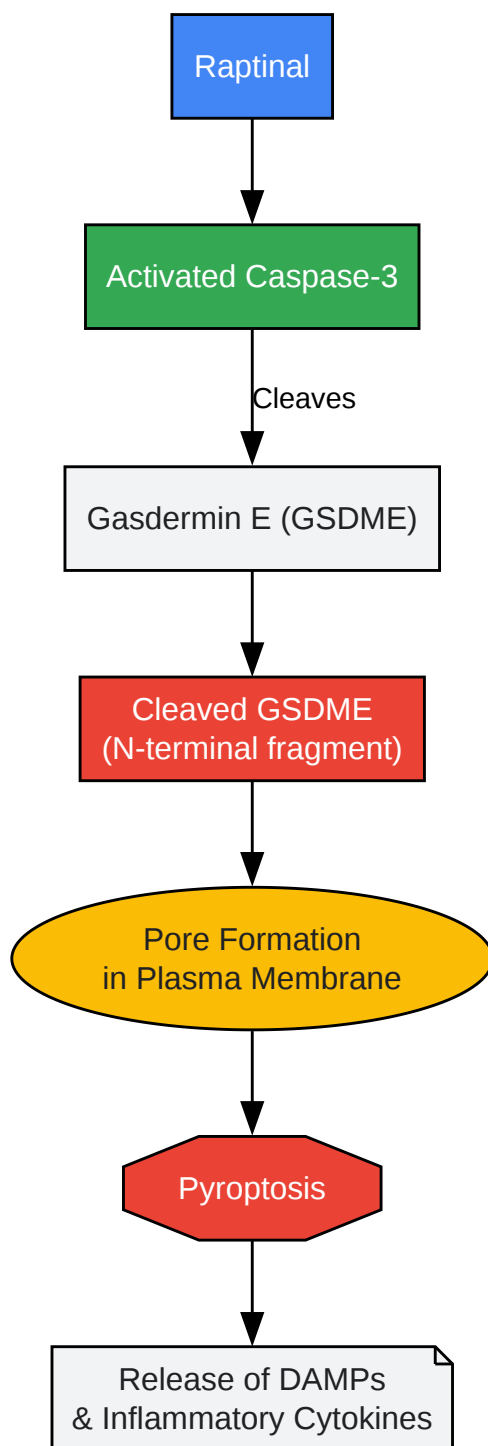 Raptinal
Activated Caspase-3
Cleaves
Gasdermin E (GSDME)
Cleaved GSDME
(N-terminal fragment)
Pore Formation
in Plasma Membrane
Pyroptosis
Release of DAMPs
& Inflammatory Cytokines